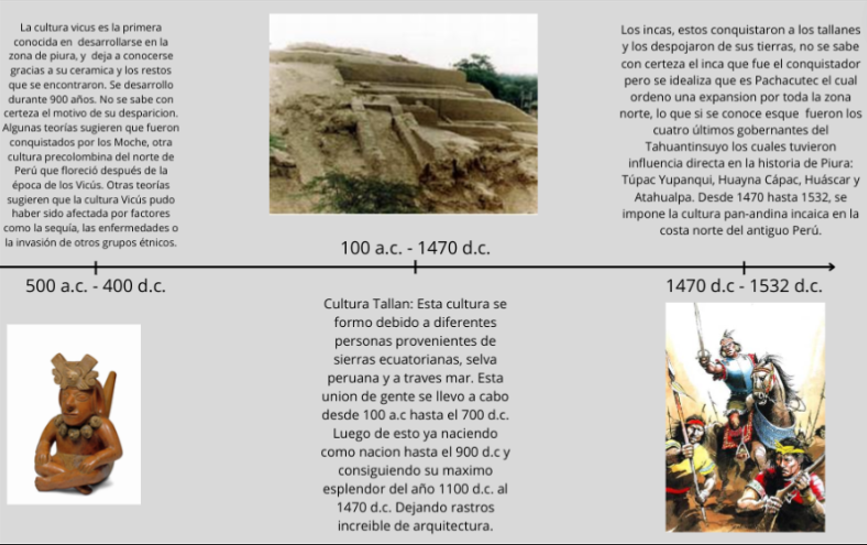 La cultura vicus es la primera
conocida en desarrollarse en la
zona de piura, y deja a conocerse
gracias a su ceramica y los restos
que se encontraron. Se desarrollo
durante 900 años. No se sabe con
certeza el motivo de su desparicion.
Algunas teorías sugieren que fueron
conquistados por los Moche, otra
cultura precolombina del norte de
Perú que floreció después de la
época de los Vicús. Otras teorías
sugieren que la cultura Vicús pudo
haber sido afectada por factores
como la sequía, las enfermedades o
la invasión de otros grupos étnicos.
500 a.c. - 400 d.c.
100 a.c. - 1470 d.c.
Cultura Tallan: Esta cultura se
formo debido a diferentes
personas provenientes de
sierras ecuatorianas, selva
peruana y a traves mar. Esta
union de gente se llevo a cabo
desde 100 a.c hasta el 700 d.c.
Luego de esto ya naciendo
como nacion hasta el 900 d.c y
consiguiendo su maximo
esplendor del año 1100 d.c. al
1470 d.c. Dejando rastros
increible de arquitectura.
Los incas, estos conquistaron a los tallanes
y los despojaron de sus tierras, no se sabe
con certeza el inca que fue el conquistador
pero se idealiza que es Pachacutec el cual
ordeno una expansion por toda la zona
norte, lo que si se conoce esque fueron los
cuatro últimos gobernantes del
Tahuantinsuyo los cuales tuvieron
influencia directa en la historia de Piura:
Túpac Yupanqui, Huayna Cápac, Huáscar y
Atahualpa. Desde 1470 hasta 1532, se
impone la cultura pan-andina incaica en la
costa norte del antiguo Perú.
1470 d.c - 1532 d.c.